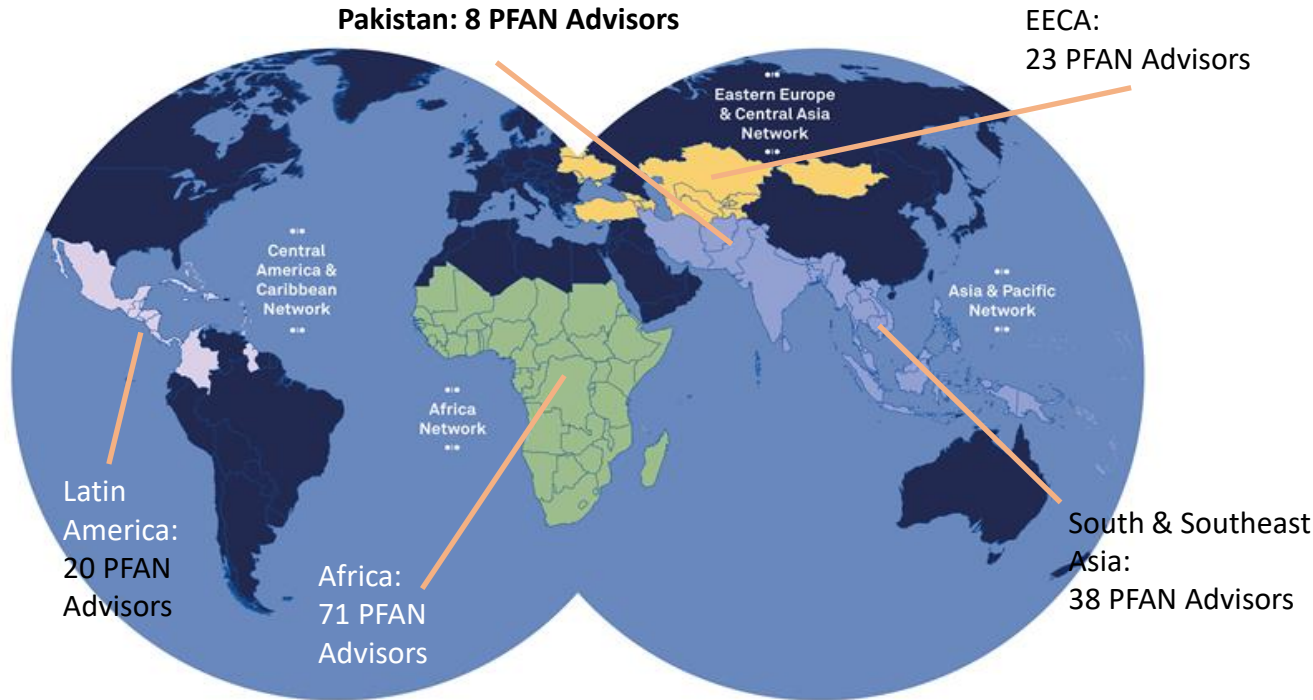 Pakistan: 8 PFAN Advisors
EECA:
23 PFAN Advisors
Eastern Europe
& Central Asia
Network
Central
America &
Caribbean
Network
Asia & Pacific
Network
Africa
Network
Latin
America:
20 PFAN
Advisors
Africa:
71 PFAN
Advisors
South & Southeast
Asia:
38 PFAN Advisors